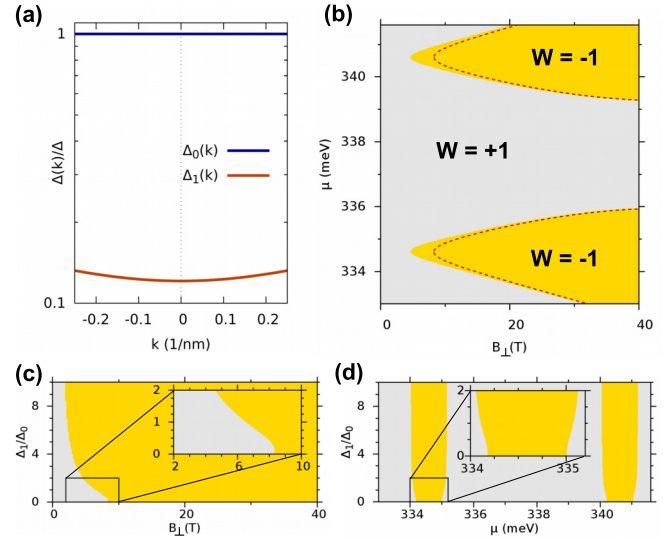 (a)
1
Δ(k)/Δ
Δ₀(k)
Δ₁(k)
0.1
-0.2 -0.1 0 0.1 0.2
k (1/nm)
(b)
340
338
336
334
μ (meV)
W = -1
W = +1
W = -1
0 20 40
B⊥(T)
(c)
Δ₁/Δ₀
8
4
0
0 20 40
B⊥(T)
2
1
0
2 6 8 10
(d)
Δ₁/Δ₀
8
4
0
334 336 338 340
μ (meV)
2
1
0
334 335